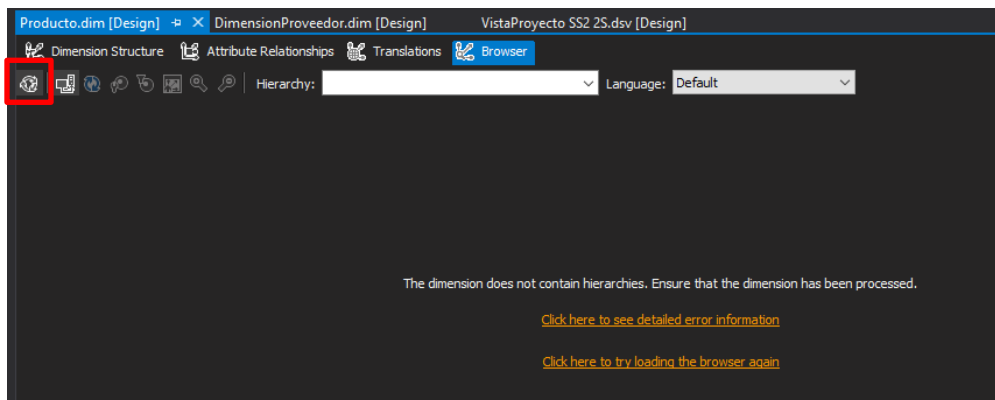 Producto.dim [Design] DimensionProveedor.dim [Design] VistaProyecto SS2 2S.dsv [Design]
Dimension Structure Attribute Relationships Translations Browser
Hierarchy: Language: Default
The dimension does not contain hierarchies. Ensure that the dimension has been processed.
Click here to see detailed error information
Click here to try loading the browser again